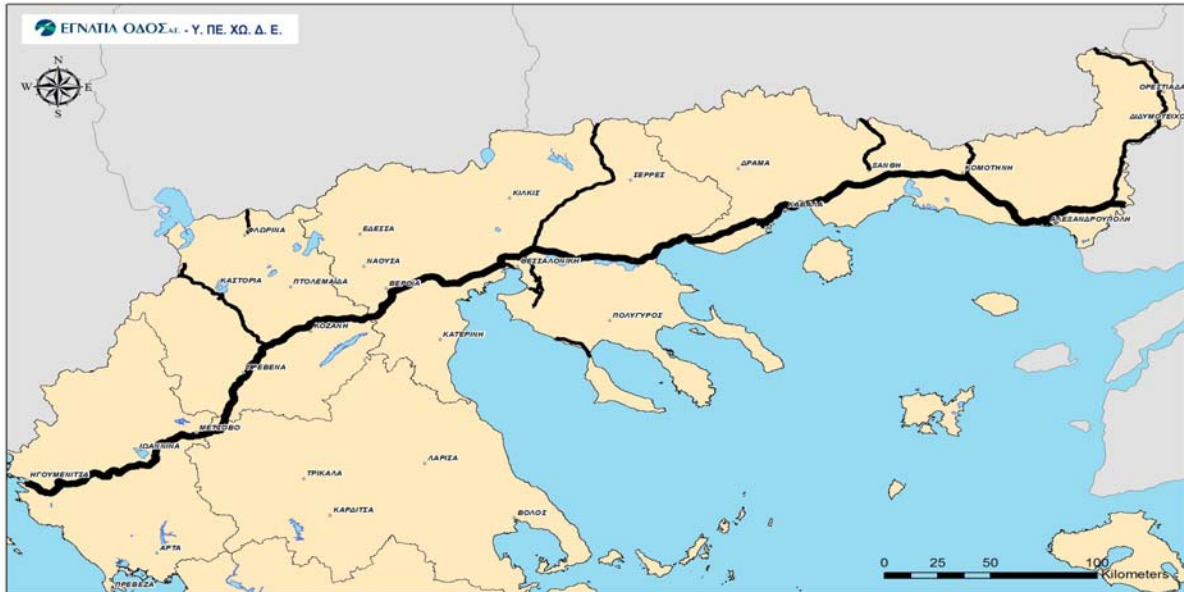 ΕΓΝΑΤΙΑ ΟΔΟΣ Α.Ε. - Υ. ΠΕ. ΧΩ. Δ. Ε.
N
W E
S
ΟΡΕΣΤΙΑΔΑ
ΔΙΔΥΜΟΤΕΙΧΟ
ΔΡΑΜΑ
ΞΑΝΘΗ
ΚΟΜΟΤΗΝΗ
ΣΕΡΡΕΣ
ΚΙΛΚΙΣ
ΚΑΒΑΛΑ
ΑΛΕΞΑΝΔΡΟΥΠΟΛΗ
ΦΛΩΡΙΝΑ
ΕΔΕΣΣΑ
ΘΕΣΣΑΛΟΝΙΚΗ
ΝΑΟΥΣΑ
ΚΑΣΤΟΡΙΑ
ΠΤΟΛΕΜΑΪΔΑ
ΒΕΡΟΙΑ
ΠΟΛΥΓΥΡΟΣ
ΚΟΖΑΝΗ
ΚΑΤΕΡΙΝΗ
ΓΡΕΒΕΝΑ
ΜΕΤΣΟΒΟ
ΙΩΑΝΝΙΝΑ
ΛΑΡΙΣΑ
ΗΓΟΥΜΕΝΙΤΣΑ
ΤΡΙΚΑΛΑ
ΚΑΡΔΙΤΣΑ
ΒΟΛΟΣ
ΑΡΤΑ
ΠΡΕΒΕΖΑ
0 25 50 100
Kilometers